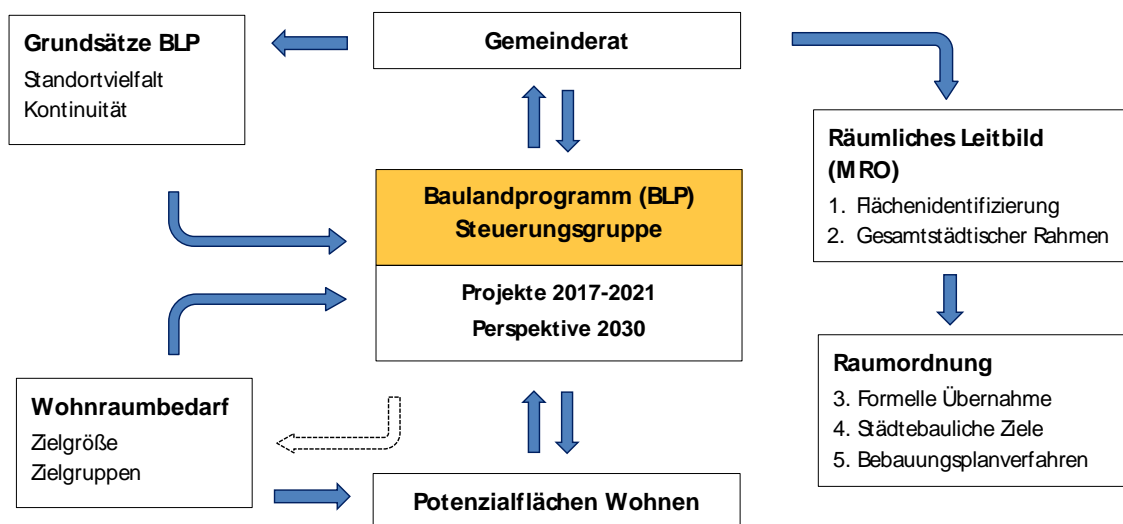 Grundsätze BLP
Standortvielfalt
Kontinuität
Gemeinderat
Räumliches Leitbild
(MRO)
1. Flächenidentifizierung
2. Gesamtstädtischer Rahmen
Baulandprogramm (BLP)
Steuerungsgruppe
Projekte 2017-2021
Perspektive 2030
Raumordnung
3. Formelle Übernahme
4. Städtebauliche Ziele
5. Bebauungsplanverfahren
Wohnraumbedarf
Zielgröße
Zielgruppen
Potenzialflächen Wohnen